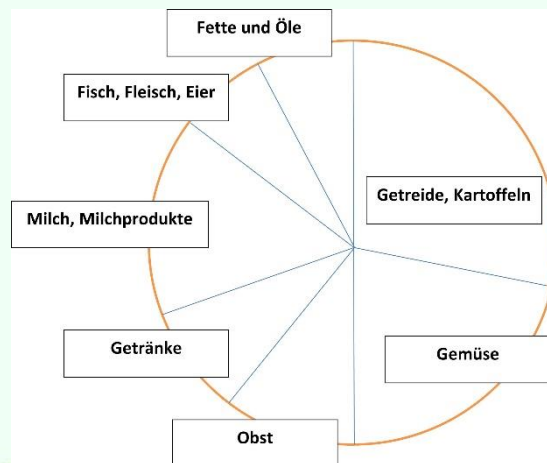 Fette und Öle
Fisch, Fleisch, Eier
Getreide, Kartoffeln
Milch, Milchprodukte
Getränke
Gemüse
Obst